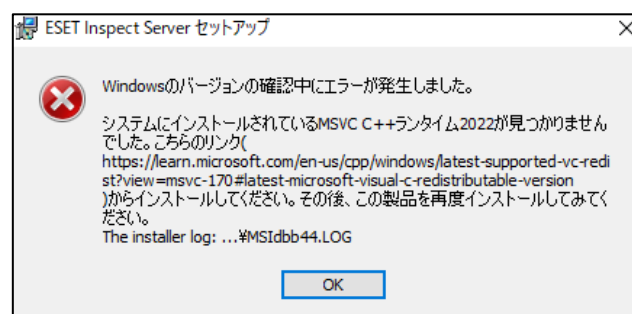 ESET Inspect Server セットアップ
Windowsのバージョンの確認中にエラーが発生しました。
システムにインストールされているMSVC C++ランタイム2022が見つかりません
でした。こちらのリンク(
https://learn.microsoft.com/en-us/cpp/windows/latest-supported-vc-redi
st?view=msvc-170#latest-microsoft-visual-c-redistributable-version
)からインストールしてください。その後、この製品を再度インストールしてみてく
ださい。
The installer log: ...¥MSIdbb44.LOG
OK